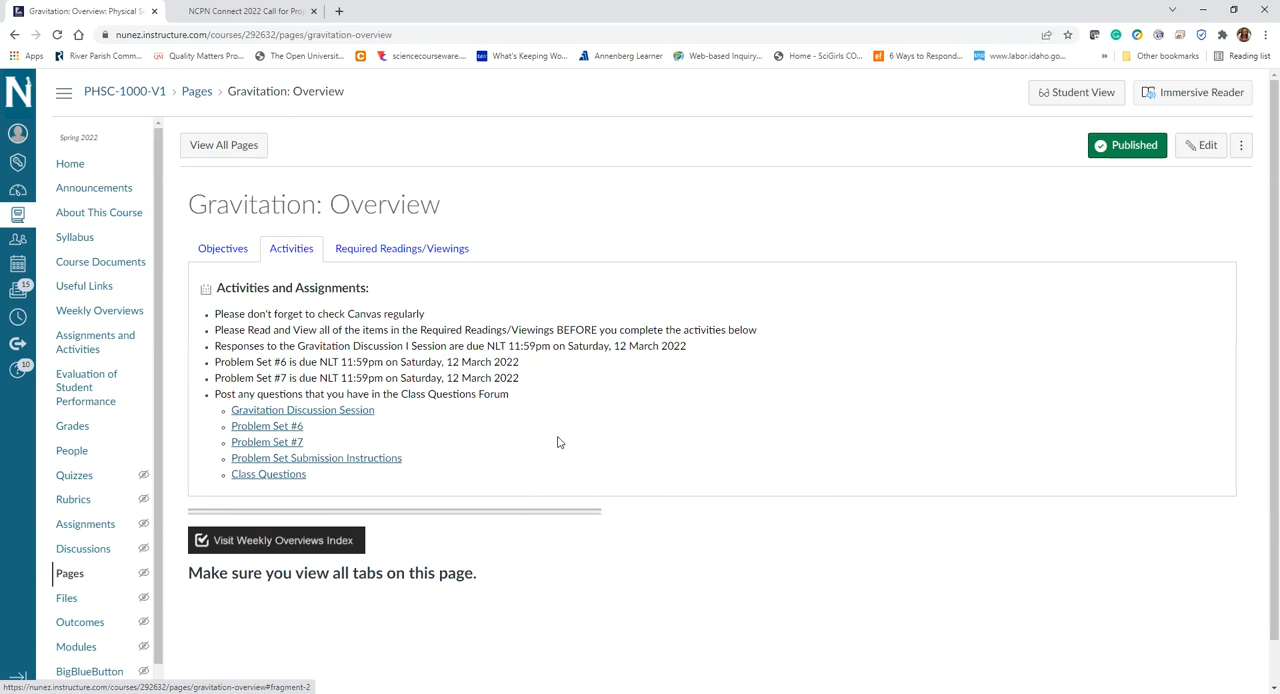 Gravitation: Overview: Physical S
NCPN Connect 2022 Call for Pro
nunez.instructure.com/courses/292632/pages/gravitation-overview
Apps
River Parish Comm...
QM
Quality Matters Pro...
The Open Universit...
sciencecourseware....
What's Keeping Wo...
Annenberg Learner
Web-based Inquiry...
Home - SciGirls CO...
6 Ways to Respond...
www.labor.idaho.go...
»
Other bookmarks
Reading list
N
PHSC-1000-V1 › Pages › Gravitation: Overview
Student View
Immersive Reader
Spring 2022
Home
Announcements
About This Course
Syllabus
Course Documents
Useful Links
Weekly Overviews
Assignments and
Activities
Evaluation of
Student
Performance
Grades
People
Quizzes
Rubrics
Assignments
Discussions
Pages
Files
Outcomes
Modules
BigBlueButton
15
10
View All Pages
Published
Edit
Gravitation: Overview
Objectives
Activities
Required Readings/Viewings
Activities and Assignments:
Please don't forget to check Canvas regularly
Please Read and View all of the items in the Required Readings/Viewings BEFORE you complete the activities below
Responses to the Gravitation Discussion I Session are due NLT 11:59pm on Saturday, 12 March 2022
Problem Set #6 is due NLT 11:59pm on Saturday, 12 March 2022
Problem Set #7 is due NLT 11:59pm on Saturday, 12 March 2022
Post any questions that you have in the Class Questions Forum
Gravitation Discussion Session
Problem Set #6
Problem Set #7
Problem Set Submission Instructions
Class Questions
Visit Weekly Overviews Index
Make sure you view all tabs on this page.
https://nunez.instructure.com/courses/292632/pages/gravitation-overview#fragment-2